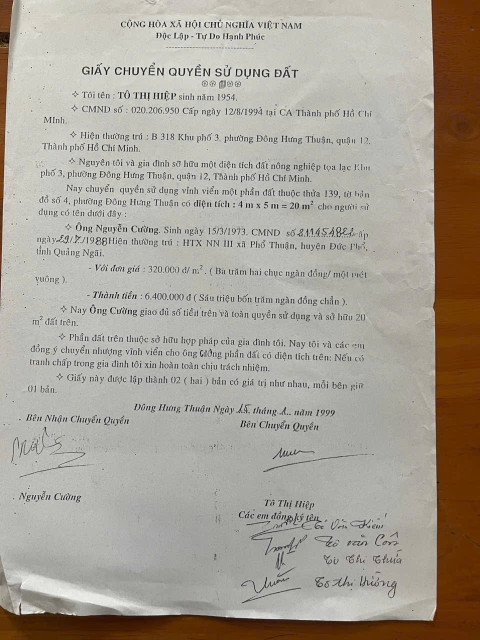 CỘNG HÒA XÃ HỘI CHỦ NGHĨA VIỆT NAM
Độc Lập - Tự Do Hạnh Phúc
GIẤY CHUYỂN QUYỀN SỬ DỤNG ĐẤT
Tôi tên : TÔ THỊ HIỆP sinh năm 1954.
CMND số : 020.206.950 Cấp ngày 12/8/1994 tại CA Thành phố Hồ Chí
MInh.
Hiện thường trú : B 318 Khu phố 3, phường Đông Hưng Thuận, quận 12,
Thành phố Hồ Chí Minh.
Nguyên tôi và gia đình sở hữu một diện tích đất nông nghiệp tọa lạc Khu
phố 3, phường Đông Hưng Thuận, quận 12, Thành phố Hồ Chí Minh.
Nay chuyển quyền sử dụng vĩnh viển một phần đất thuộc thửa 139, tờ bản
đồ số 4, phường Đông Hưng Thuận có diện tích : 4 m x 5 m = 20 m² cho người sử
dụng có tên dưới đây :
Ông Nguyễn Cường. Sinh ngày 15/3/1973. CMND số cấp
ngày /1988 Hiện thường trú : HTX NN III xã Phổ Thuận, huyện Đức Phổ,
tỉnh Quảng Ngãi.
- Với đơn giá : 320.000 đ/ m². ( Ba trăm hai chục ngàn đồng/ một mét
vuông ).
- Thành tiền : 6.400.000 đ ( Sáu triệu bốn trăm ngàn đồng chẵn ).
Nay Ông Cường giao đủ số tiền trên và toàn quyền sử dụng và sở hữu 20
m² đất trên.
Phần đất trên thuộc sở hữu hợp pháp của gia đình tôi. Nay tôi và các em
đồng ý chuyển nhượng vĩnh viển cho ông Cường phần đất có diện tích trên: Nếu có
tranh chấp trong gia đình tôi xin hoàn toàn chịu trách nhiệm.
Giấy này được lập thành 02 ( hai ) bản có giá trị như nhau, mỗi bên giữ
01 bản.
Đông Hưng Thuận Ngày 15. tháng 1... năm 1999
Bên Nhận Chuyển Quyền Bên Chuyển Quyền
Nguyễn Cường
Tô Thị Hiệp
Các em đồng ký tên
Tô Văn
Tô văn
Tô Thị
Tô thị